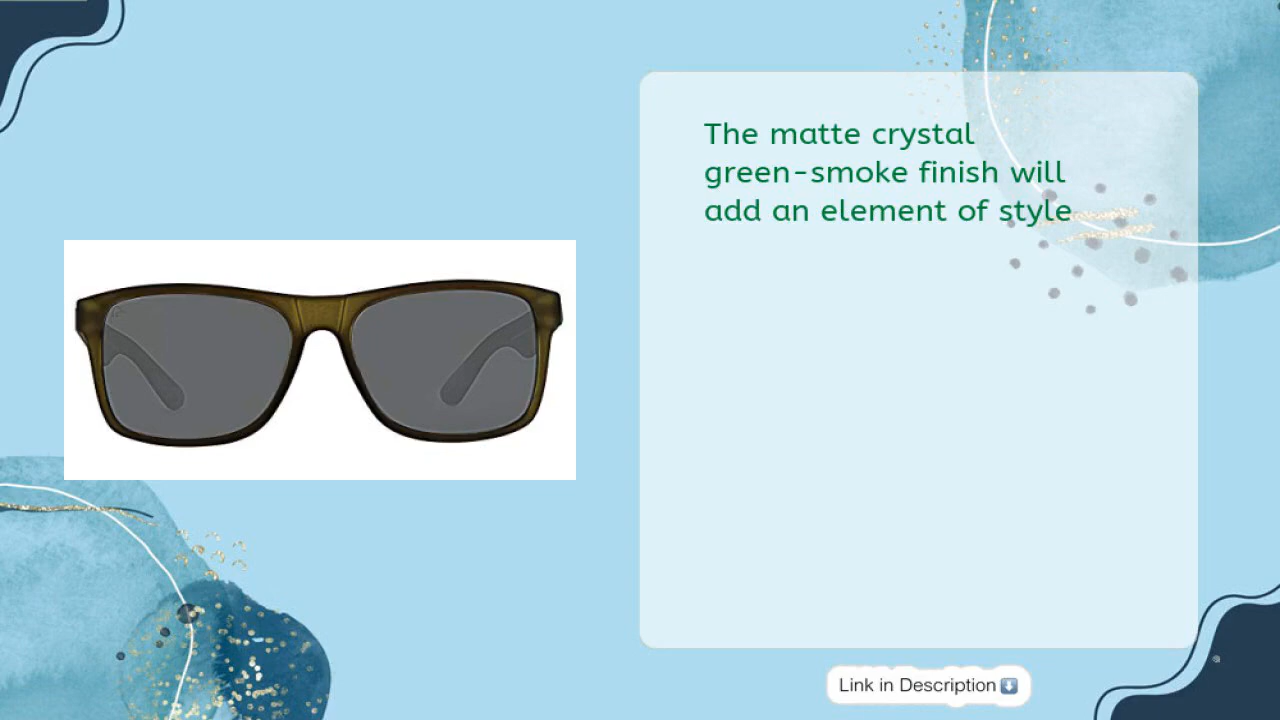 The matte crystal
green-smoke finish will
add an element of style
Link in Description ⬇️